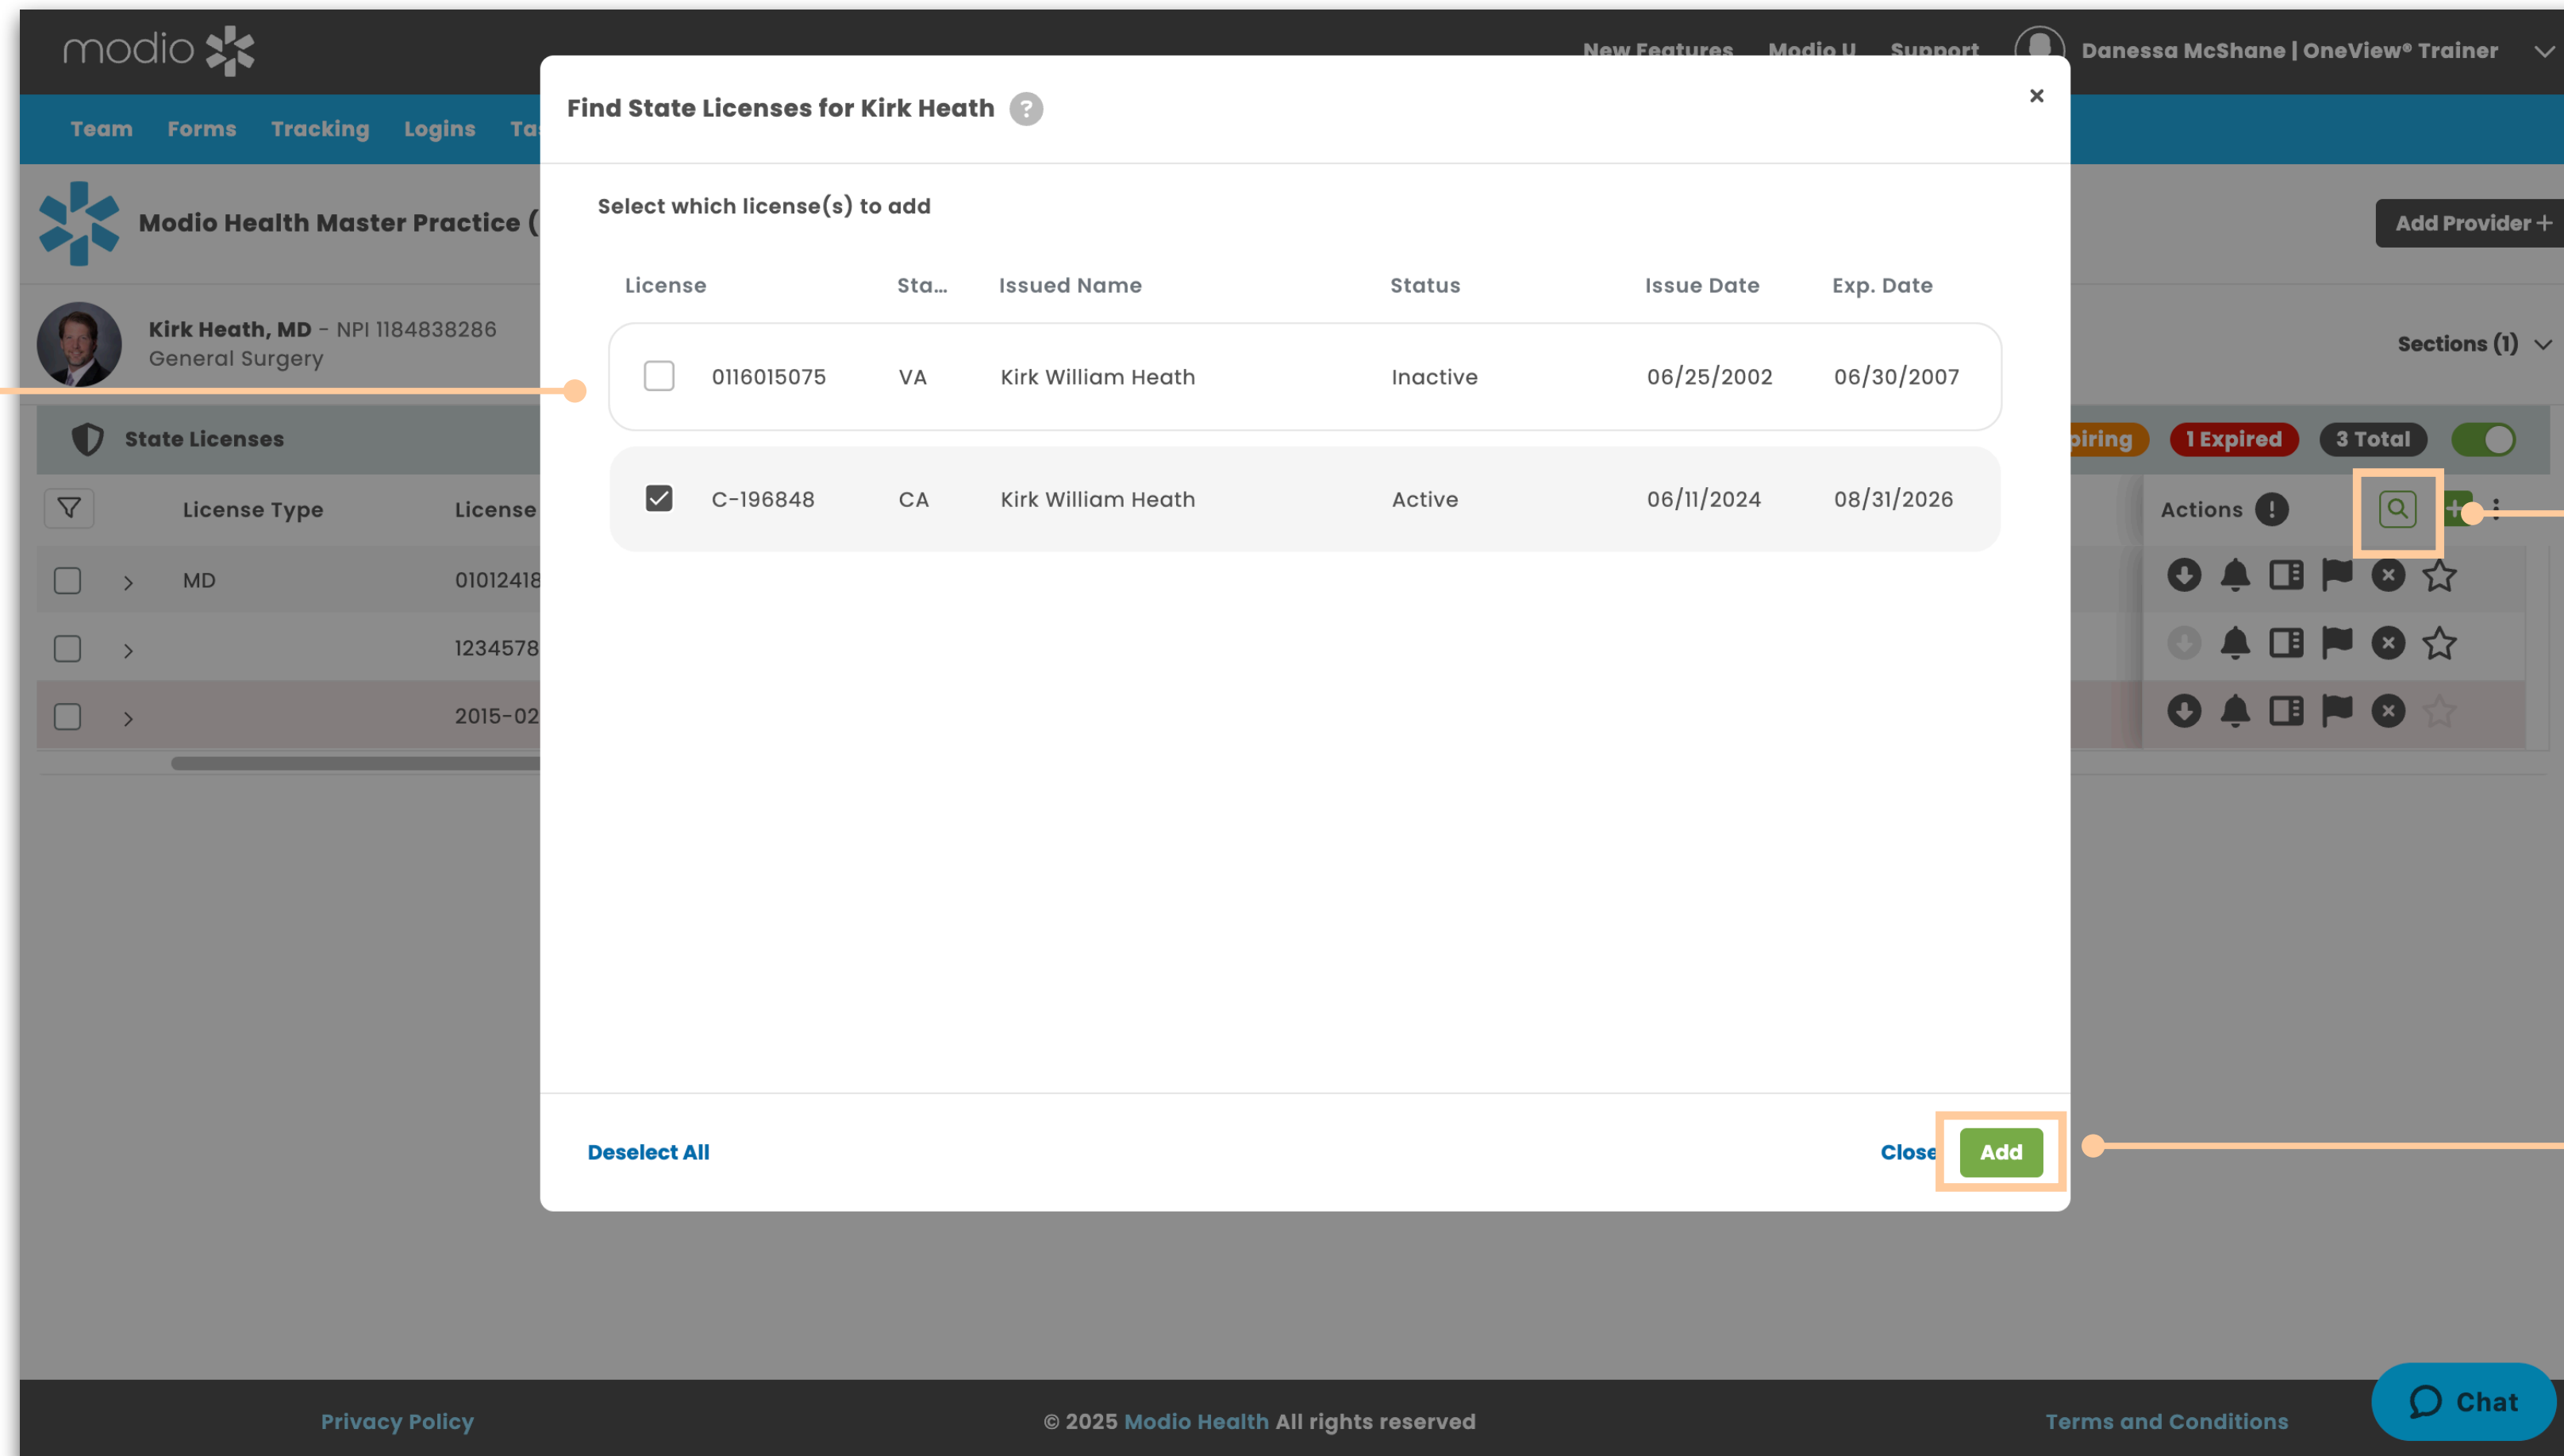 modio
New Features Modio U Support Danessa McShane | OneView® Trainer
Team Forms Tracking Logins
Find State Licenses for Kirk Heath ?
Modio Health Master Practice (
Add Provider +
Select which license(s) to add
License Sta... Issued Name Status Issue Date Exp. Date
Kirk Heath, MD - NPI 1184838286
General Surgery
Sections (1)
0116015075 VA Kirk William Heath Inactive 06/25/2002 06/30/2007
State Licenses
piring 1 Expired 3 Total
C-196848 CA Kirk William Heath Active 06/11/2024 08/31/2026
License Type License
Actions !
MD 01012418
1234578
2015-02
Deselect All
Close Add
Privacy Policy © 2025 Modio Health All rights reserved Terms and Conditions
Chat